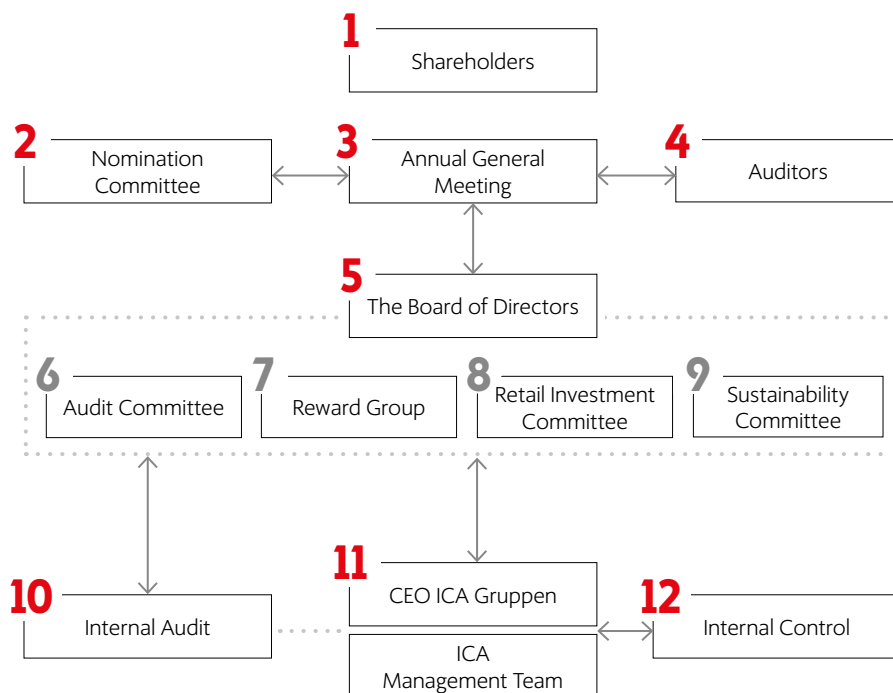 1
Shareholders
2
Nomination
Committee
3
Annual General
Meeting
4
Auditors
5
The Board of Directors
6
Audit Committee
7
Reward Group
8
Retail Investment
Committee
9
Sustainability
Committee
10
Internal Audit
11
CEO ICA Gruppen
ICA
Management Team
12
Internal Control